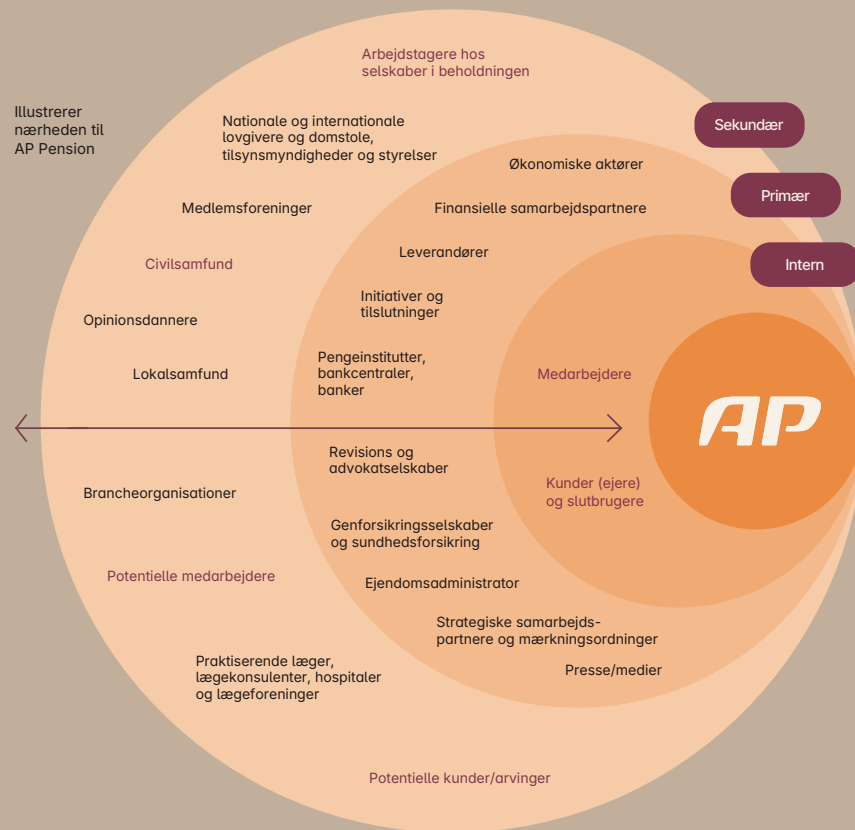 Arbejdstagere hos
selskaber i beholdningen
Illustrerer
nærheden til
AP Pension
Nationale og internationale
lovgivere og domstole,
tilsynsmyndigheder og styrelser
Sekundær
Økonomiske aktører
Primær
Medlemsforeninger
Finansielle samarbejdspartnere
Civilsamfund
Leverandører
Intern
Initiativer og
tilslutninger
Opinionsdannere
Pengeinstitutter,
bankcentraler,
banker
Lokalsamfund
Medarbejdere
AP
Revisions og
advokatselskaber
Brancheorganisationer
Kunder (ejere)
og slutbrugere
Genforsikringsselskaber
og sundhedsforsikring
Potentielle medarbejdere
Ejendomsadministrator
Strategiske samarbejds-
partnere og mærkningsordninger
Praktiserende læger,
lægekonsulenter, hospitaler
og lægeforeninger
Presse/medier
Potentielle kunder/arvinger